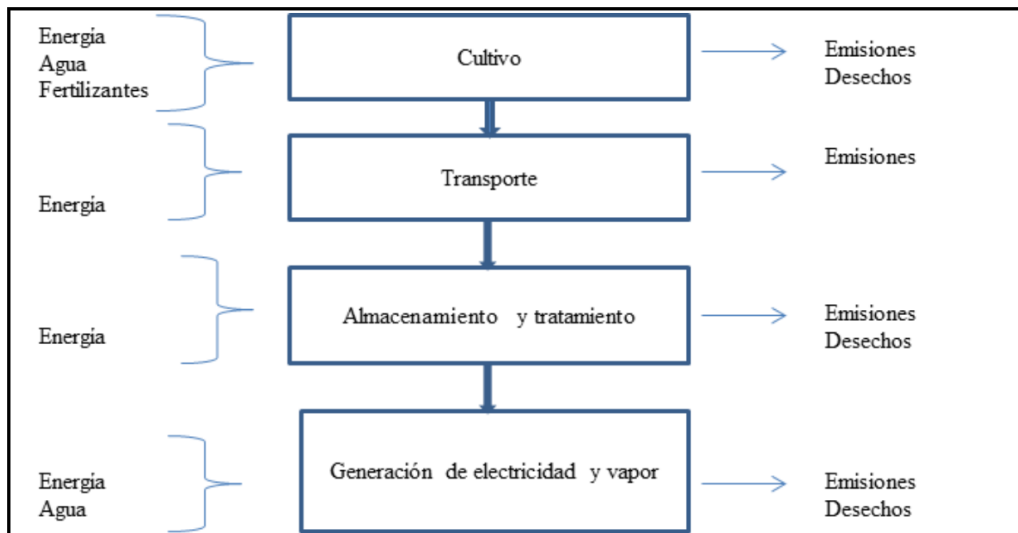 Energía
Agua
Fertilizantes
Cultivo
Emisiones
Desechos
Energía
Transporte
Emisiones
Energía
Almacenamiento y tratamiento
Emisiones
Desechos
Energía
Agua
Generación de electricidad y vapor
Emisiones
Desechos